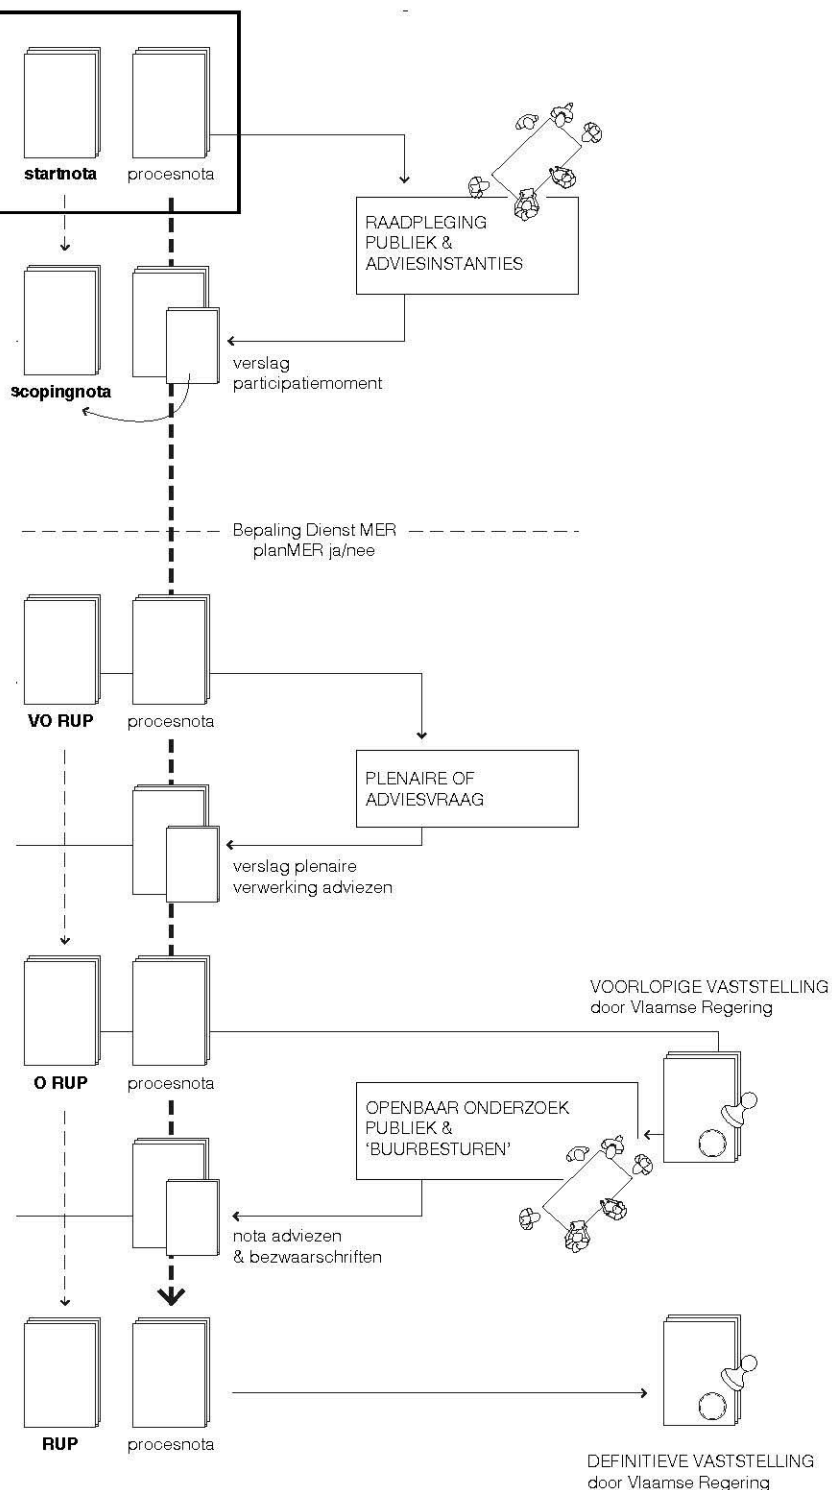 startnota
procesnota
RAADPLEGING
PUBLIEK &
ADVIESINSTANTIES
scopingnota
verslag
participatiemoment
Bepaling Dienst MER
planMER ja/nee
VO RUP
procesnota
PLENAIRE OF
ADVIESVRAAG
verslag plenaire
verwerking adviezen
VOORLOPIGE VASTSTELLING
door Vlaamse Regering
O RUP
procesnota
OPENBAAR ONDERZOEK
PUBLIEK &
‘BUURBESTUREN’
nota adviezen
& bezwaarschriften
RUP
procesnota
DEFINITIEVE VASTSTELLING
door Vlaamse Regering